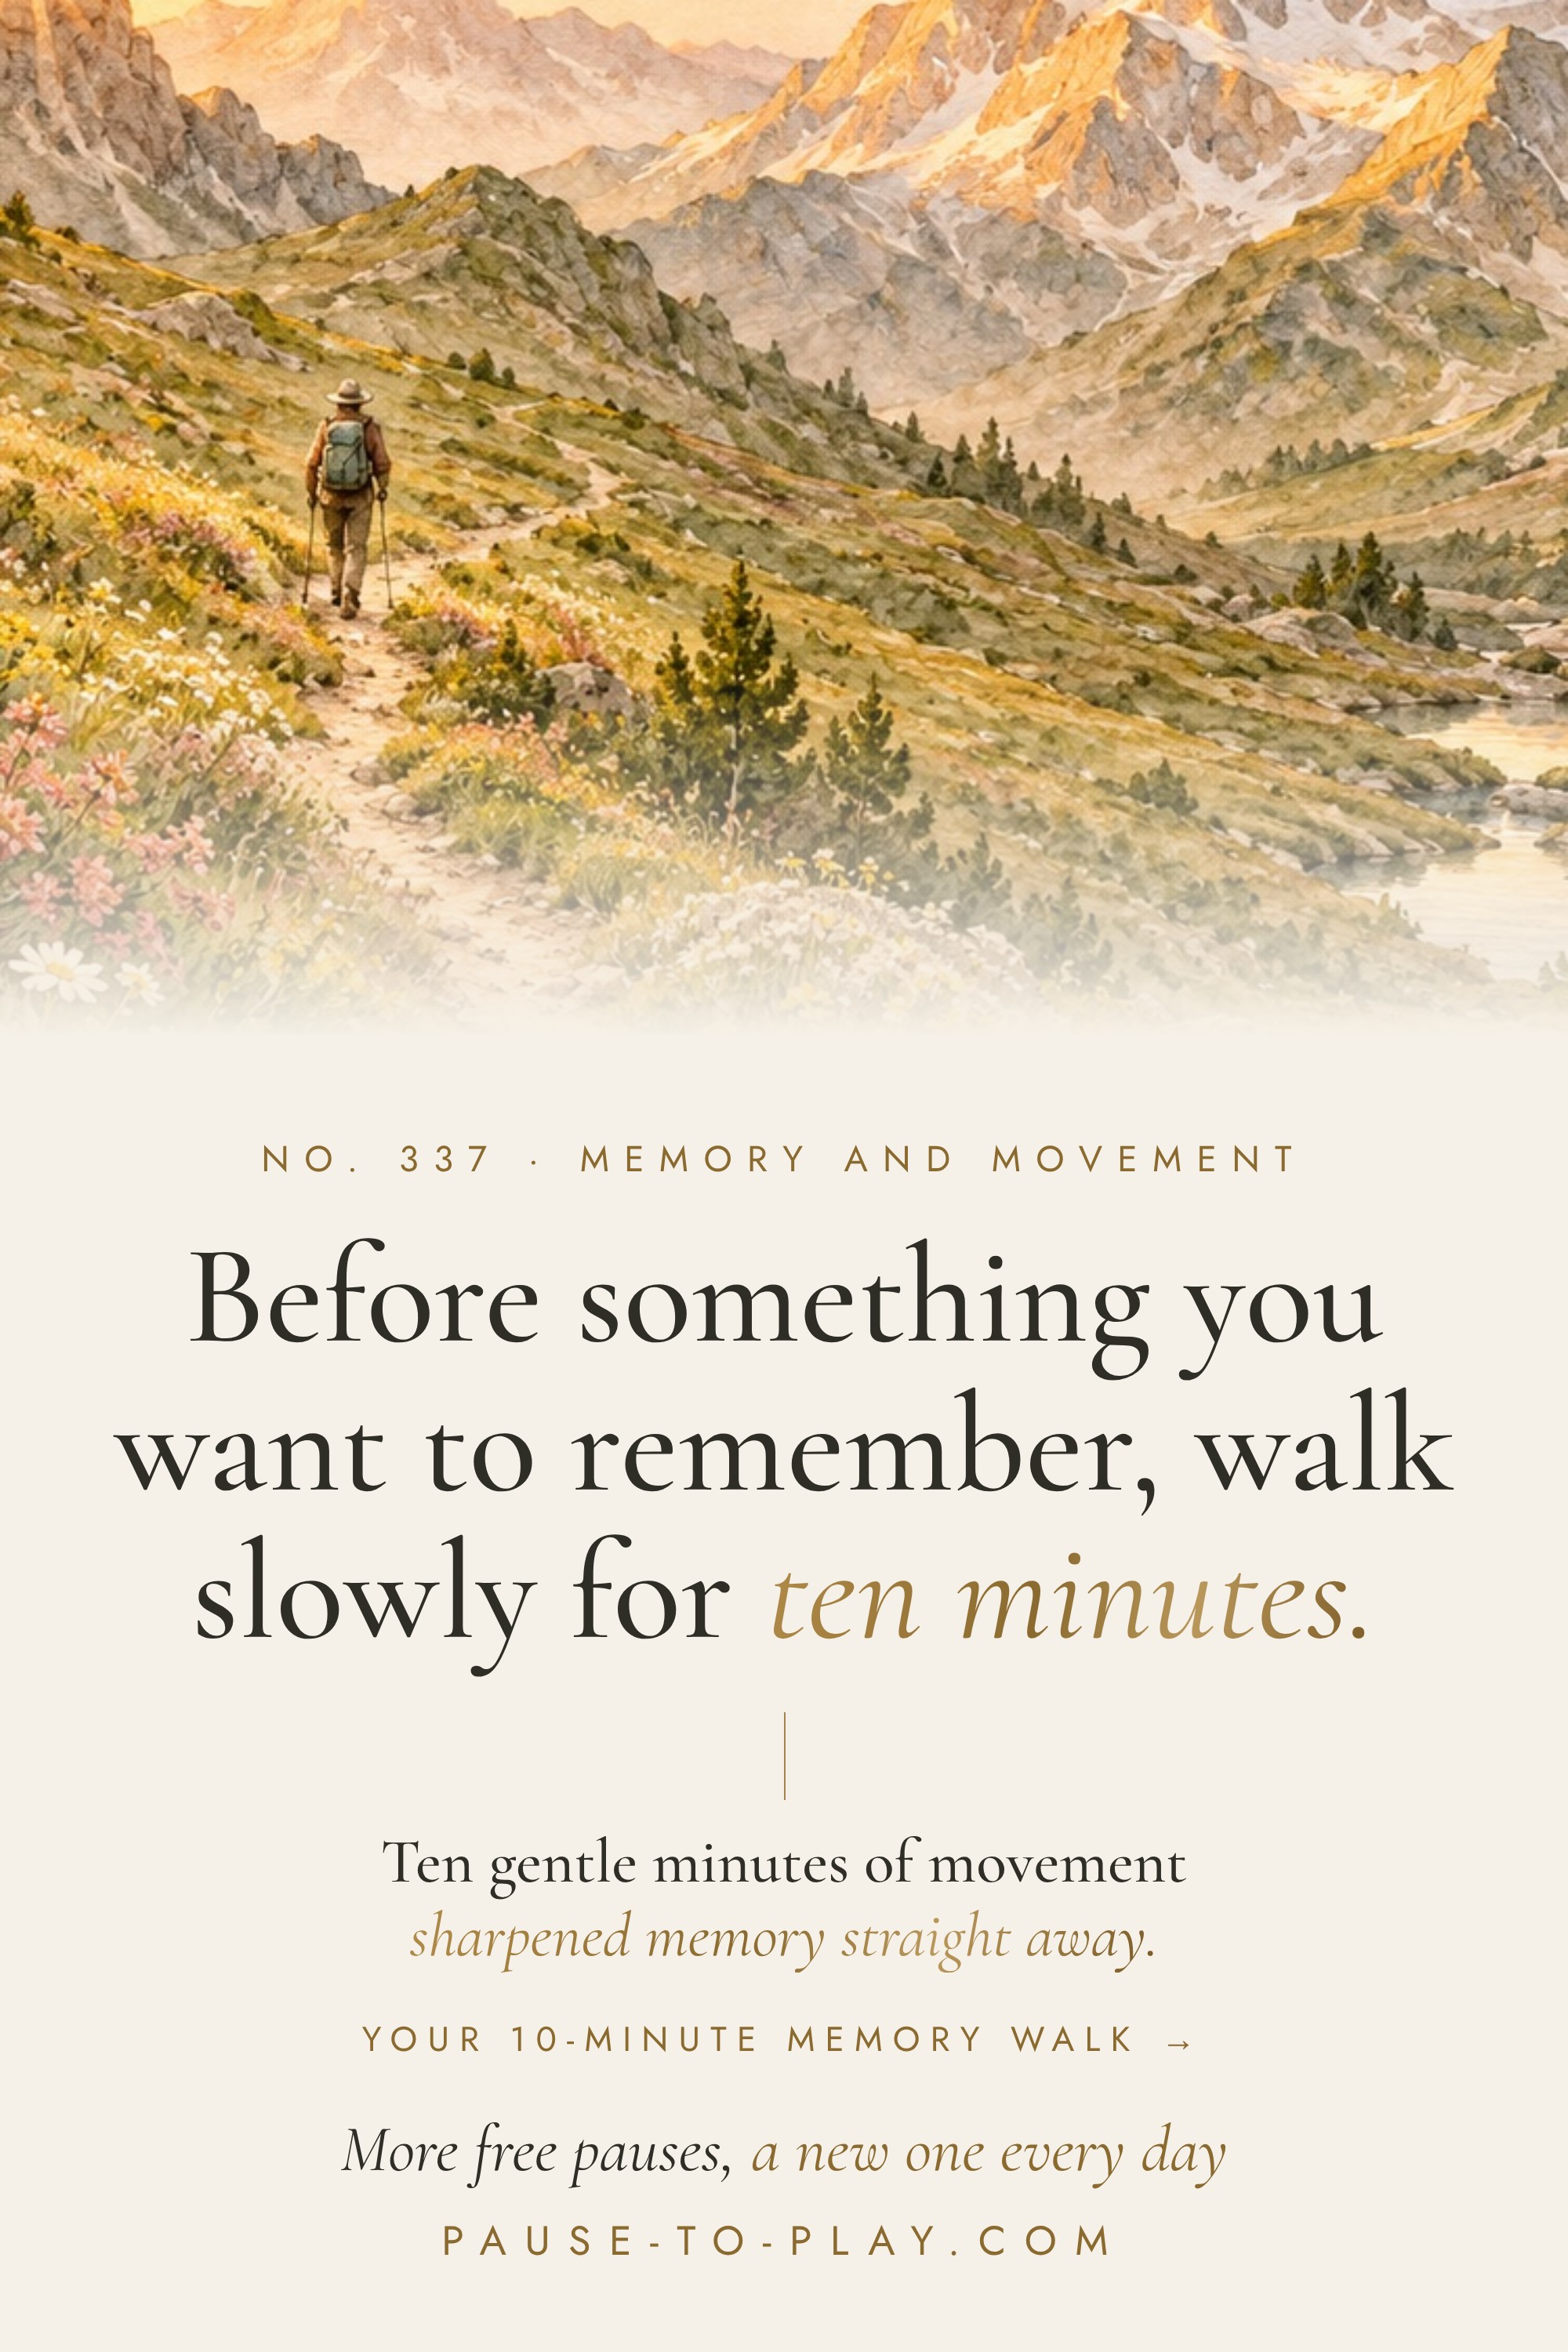 NO. 337 · MEMORY AND MOVEMENT
Before something you
want to remember, walk
slowly for ten minutes.
Ten gentle minutes of movement
sharpened memory straight away.
YOUR 10-MINUTE MEMORY WALK →
More free pauses, a new one every day
PAUSE-TO-PLAY.COM